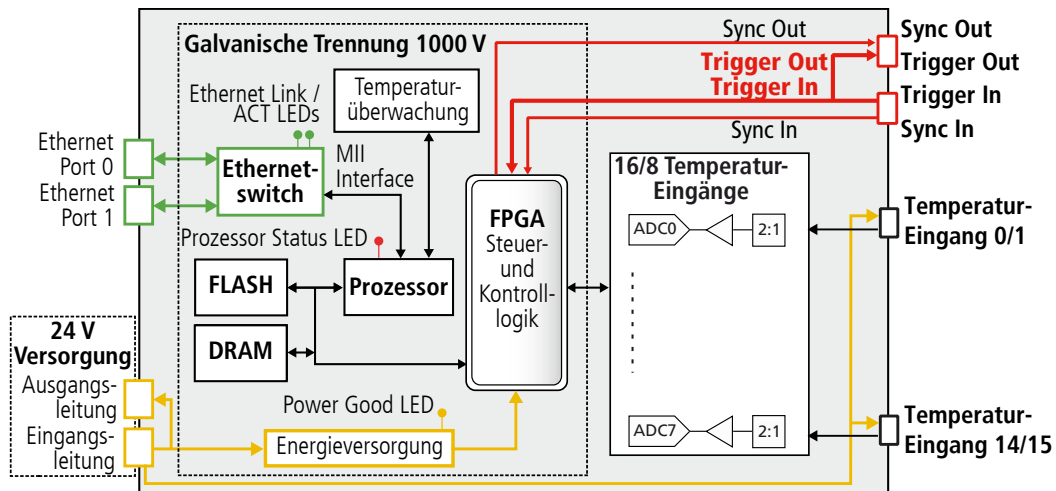 Galvanische Trennung 1000 V
Sync Out
Trigger Out
Trigger In
Sync In
Sync Out
Trigger Out
Trigger In
Sync In
Ethernet Link /
ACT LEDs
Temperatur-
überwachung
Ethernet
Port 0
Ethernet
Port 1
Ethernet-
switch
MII
Interface
Prozessor Status LED
FLASH
Prozessor
DRAM
FPGA
Steuer-
und
Kontroll-
logik
16/8 Temperatur-
Eingänge
ADC0
2:1
ADC7
2:1
Temperatur-
Eingang 0/1
Temperatur-
Eingang 14/15
24 V
Versorgung
Ausgangs-
leitung
Eingangs-
leitung
Power Good LED
Energieversorgung